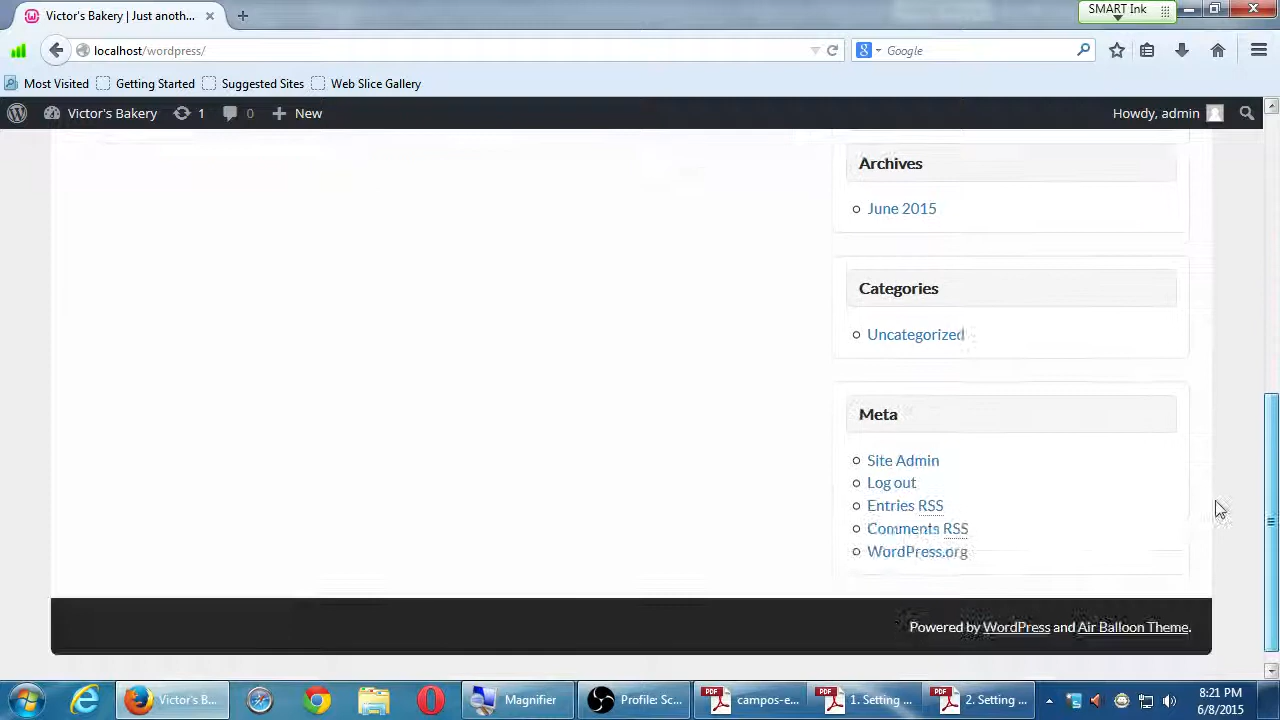 Victor's Bakery | Just anoth...
SMART Ink
localhost/wordpress/
Google
Most Visited
Getting Started
Suggested Sites
Web Slice Gallery
Victor's Bakery
1
0
New
Howdy, admin
Archives
June 2015
Categories
Uncategorized
Meta
Site Admin
Log out
Entries RSS
Comments RSS
WordPress.org
Powered by WordPress and Air Balloon Theme.
Victor's B...
Magnifier
Profile: Sc...
PDF
campos-e...
PDF
1. Setting ...
PDF
2. Setting ...
8:21 PM
6/8/2015